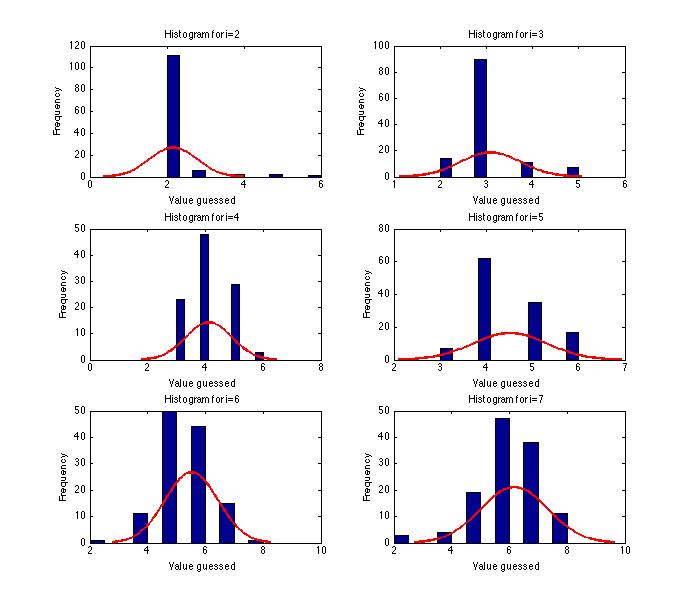 Histogram for i=2
120
100
80
60
40
20
0
Frequency
0 2 4 6
Value guessed
Histogram for i=3
100
80
60
40
20
0
Frequency
1 2 3 4 5 6
Value guessed
Histogram for i=4
50
40
30
20
10
0
Frequency
0 2 4 6 8
Value guessed
Histogram for i=5
80
60
40
20
0
Frequency
2 3 4 5 6 7
Value guessed
Histogram for i=6
50
40
30
20
10
0
Frequency
2 4 6 8 10
Value guessed
Histogram for i=7
50
40
30
20
10
0
Frequency
2 4 6 8 10
Value guessed